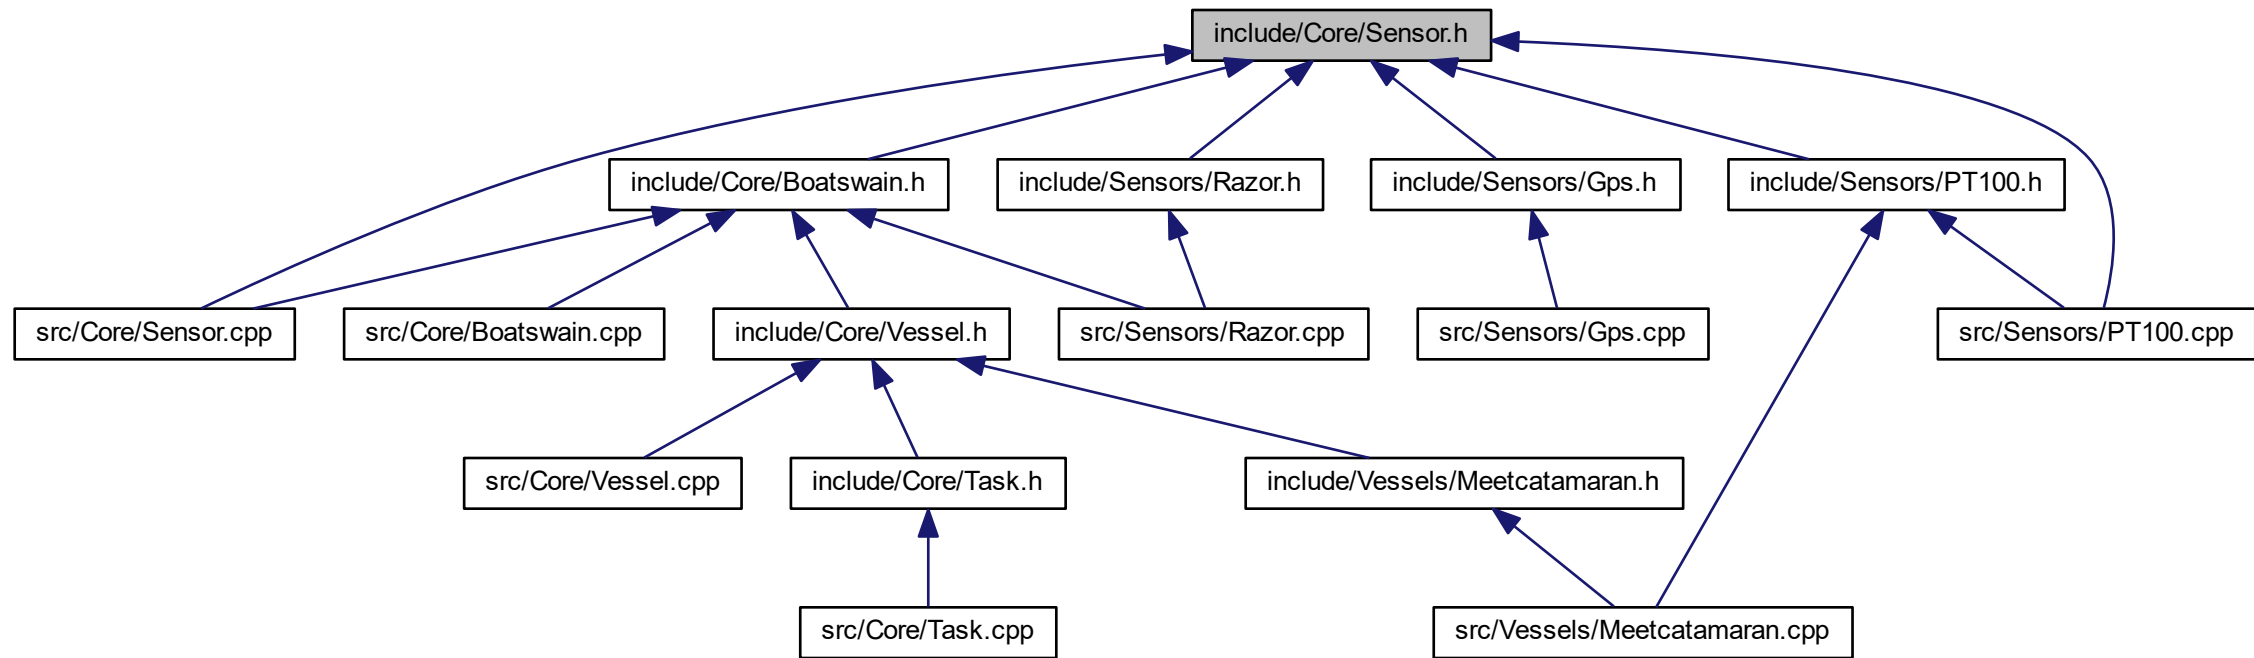 include/Core/Sensor.h
include/Core/Boatswain.h
include/Sensors/Razor.h
include/Sensors/Gps.h
include/Sensors/PT100.h
src/Core/Sensor.cpp
src/Core/Boatswain.cpp
include/Core/Vessel.h
src/Sensors/Razor.cpp
src/Sensors/Gps.cpp
src/Sensors/PT100.cpp
src/Core/Vessel.cpp
include/Core/Task.h
include/Vessels/Meetcatamaran.h
src/Core/Task.cpp
src/Vessels/Meetcatamaran.cpp